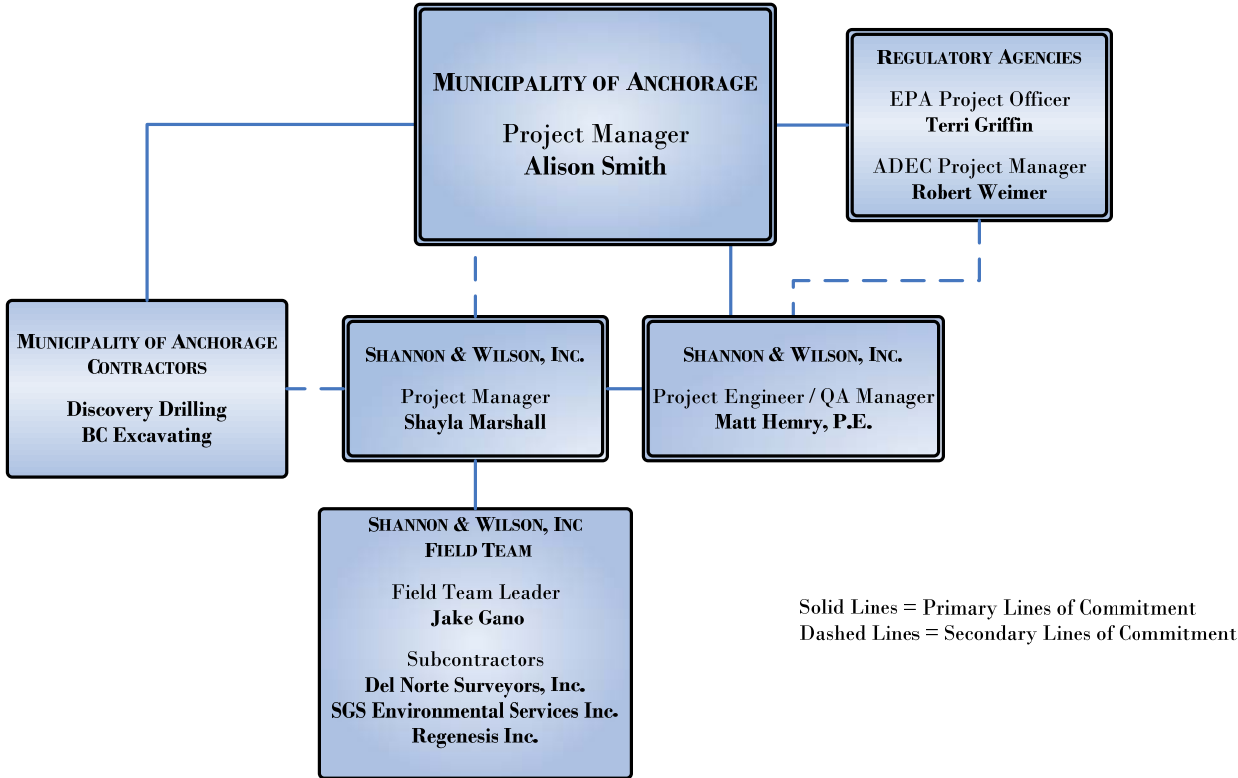 MUNICIPALITY OF ANCHORAGE
Project Manager
Alison Smith
REGULATORY AGENCIES
EPA Project Officer
Terri Griffin
ADEC Project Manager
Robert Weimer
MUNICIPALITY OF ANCHORAGE
CONTRACTORS
Discovery Drilling
BC Excavating
SHANNON & WILSON, INC.
Project Manager
Shayla Marshall
SHANNON & WILSON, INC.
Project Engineer / QA Manager
Matt Hemry, P.E.
SHANNON & WILSON, INC
FIELD TEAM
Field Team Leader
Jake Gano
Subcontractors
Del Norte Surveyors, Inc.
SGS Environmental Services Inc.
Regenesis Inc.
Solid Lines = Primary Lines of Commitment
Dashed Lines = Secondary Lines of Commitment